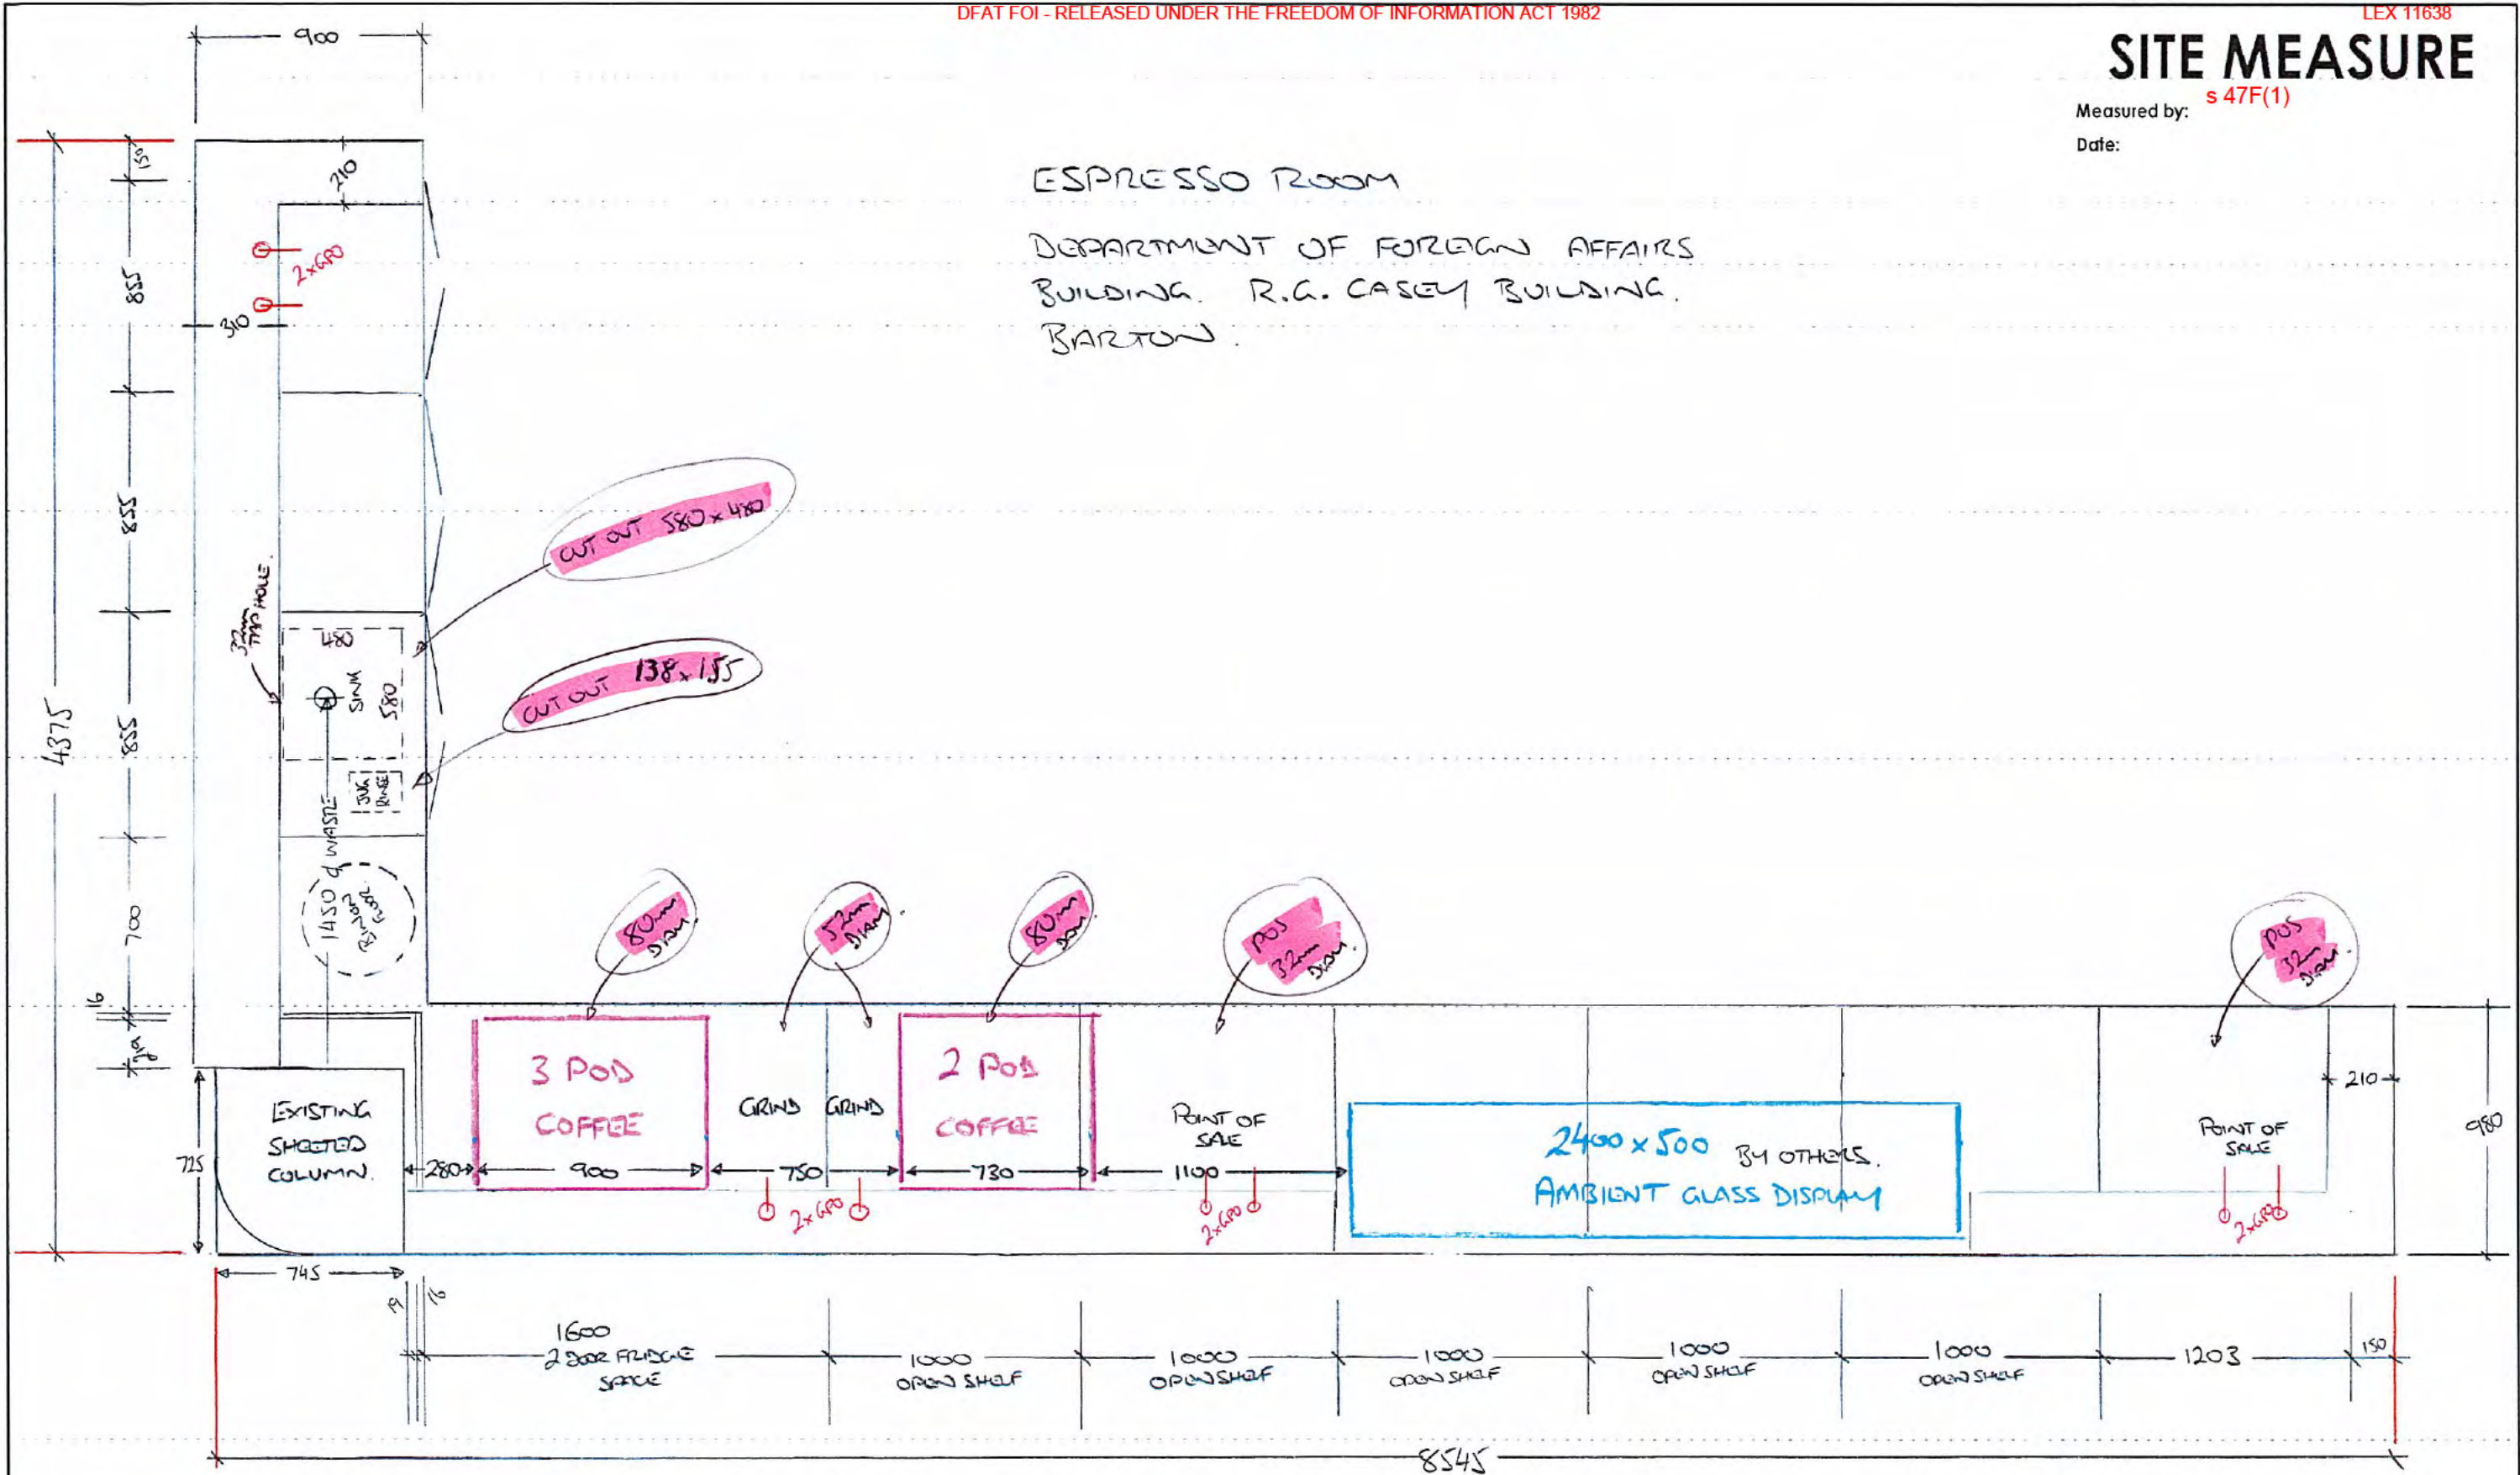 DFAT FOI - RELEASED UNDER THE FREEDOM OF INFORMATION ACT 1982
LEX 11638
SITE MEASURE
s 47F(1)
Measured by:
Date:
900
ESPRESSO ROOM
DEPARTMENT OF FOREIGN AFFAIRS
BUILDING. R.G. CASEY BUILDING.
BARTON.
150
210
2xGPO
855
310
855
CUT OUT 580 x 480
32mm
TAP HOLE.
480
SINK
580
CUT OUT 138 x 155
4375
855
JUG
RINSE
1450 WASTE
700
80mm
DIAM
52mm
DIAM.
80mm
DIAM
POS
32mm
DIAM.
POS
32mm
DIAM.
16
3 POD
COFFEE
GRIND
GRIND
2 POD
COFFEE
POINT OF
SALE
210
980
EXISTING
SHEETED
COLUMN.
725
280
900
750
730
1100
2400 x 500 BY OTHERS.
AMBIENT GLASS DISPLAY
POINT OF
SALE
2xGPO
2xGPO
2xGPO
745
19
16
1600
2 DOOR FRIDGE
SPACE
1000
OPEN SHELF
1000
OPEN SHELF
1000
OPEN SHELF
1000
OPEN SHELF
1000
OPEN SHELF
1203
150
8545